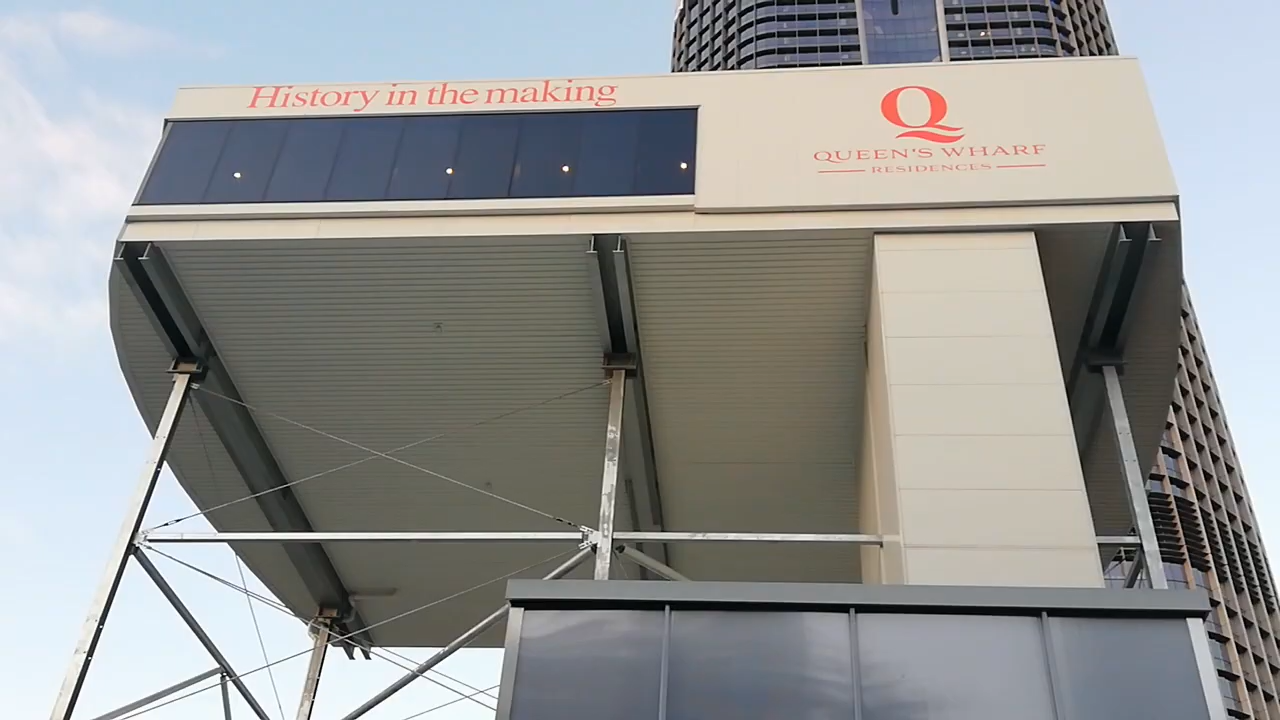 History in the making
Q
QUEEN'S WHARF
RESIDENCES